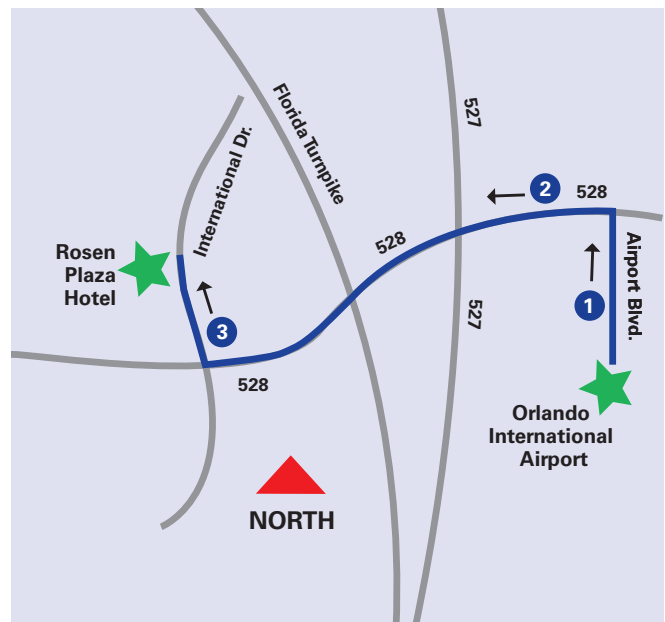 527
Florida Turnpike
International Dr.
2
528
528
Rosen
Plaza
Hotel
Airport Blvd.
1
527
3
528
Orlando
International
Airport
NORTH